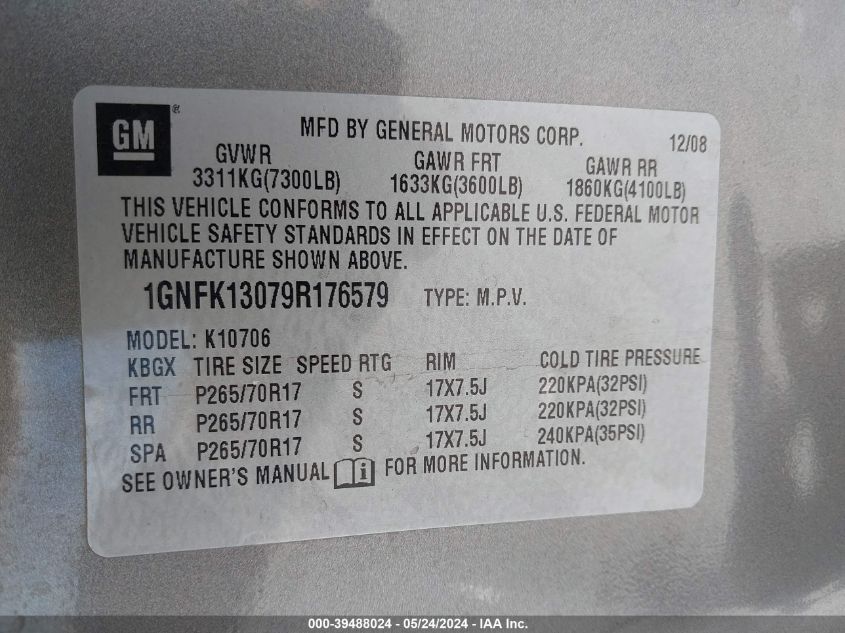 GM ®
MFD BY GENERAL MOTORS CORP. 12/08
GVWR GAWR FRT GAWR RR
3311KG(7300LB) 1633KG(3600LB) 1860KG(4100LB)
THIS VEHICLE CONFORMS TO ALL APPLICABLE U.S. FEDERAL MOTOR
VEHICLE SAFETY STANDARDS IN EFFECT ON THE DATE OF
MANUFACTURE SHOWN ABOVE.
1GNFK13079R176579 TYPE: M.P.V.
MODEL: K10706
KBGX TIRE SIZE SPEED RTG RIM COLD TIRE PRESSURE
FRT P265/70R17 S 17X7.5J 220KPA(32PSI)
RR P265/70R17 S 17X7.5J 220KPA(32PSI)
SPA P265/70R17 S 17X7.5J 240KPA(35PSI)
SEE OWNER'S MANUAL i FOR MORE INFORMATION.
000-39488024 - 05/24/2024 - IAA Inc.